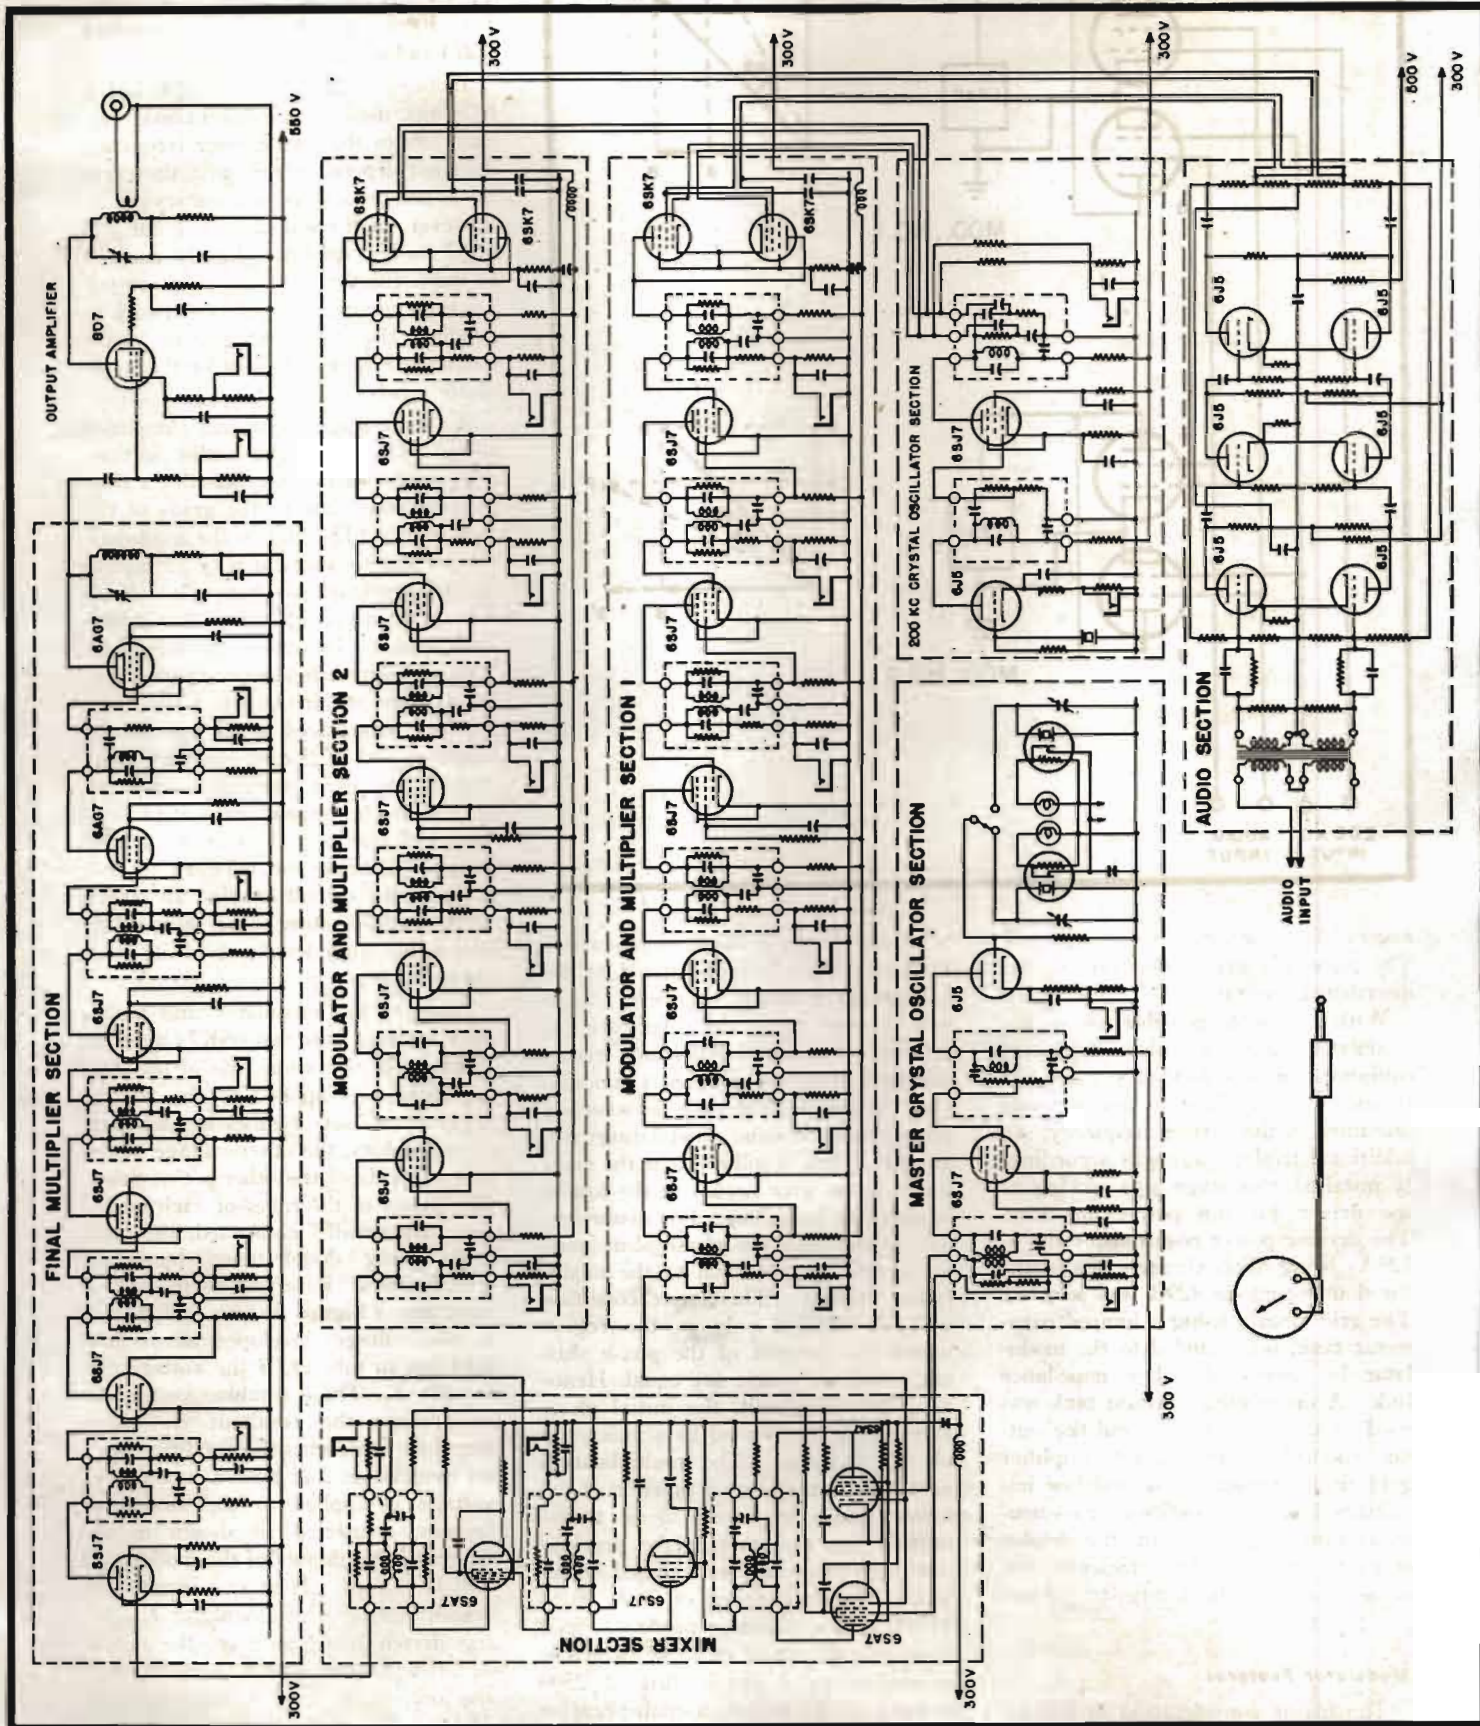 OUTPUT AMPLIFIER
8D7
550 V
FINAL MULTIPLIER SECTION
6AG7
6AG7
6SJ7
6SJ7
6SJ7
6SJ7
300V
MODULATOR AND MULTIPLIER SECTION 2
300 V
6SK7
6SK7
6SJ7
6SJ7
6SJ7
6SJ7
6SJ7
MODULATOR AND MULTIPLIER SECTION 1
300 V
6SK7
6SK7
6SJ7
6SJ7
6SJ7
6SJ7
6SJ7
200 KC CRYSTAL OSCILLATOR SECTION
300 V
6SJ7
6J5
MASTER CRYSTAL OSCILLATOR SECTION
6J5
6SJ7
300 V
AUDIO SECTION
500 V
300 V
6J5
6J5
6J5
6J5
6J5
6J5
AUDIO
INPUT
MIXER SECTION
6SA7
6SJ7
6SA7
6SA7
300V